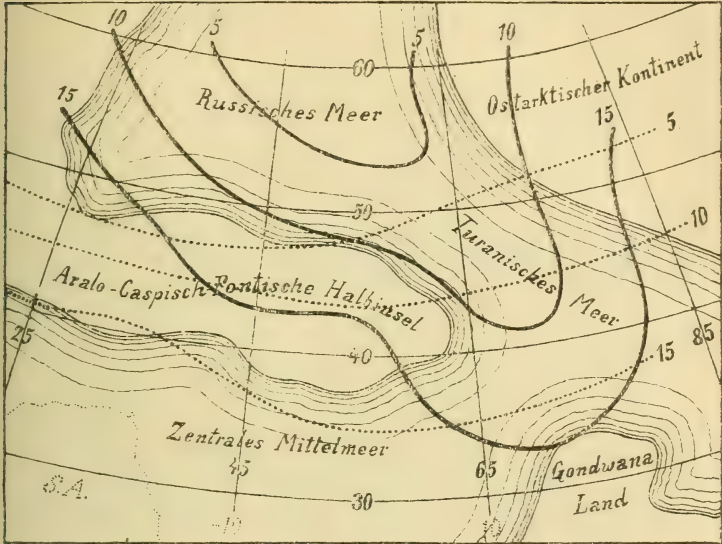 10
5
5
10
60
Ostarktischer Kontinent
15
Russisches Meer
15
5
50
10
Turanisches Meer
Aralo-Caspisch-Pontische Halbinsel
25
40
15
85
Zentrales Mittelmeer
45
65
Gondwana
Land
S.A.
30